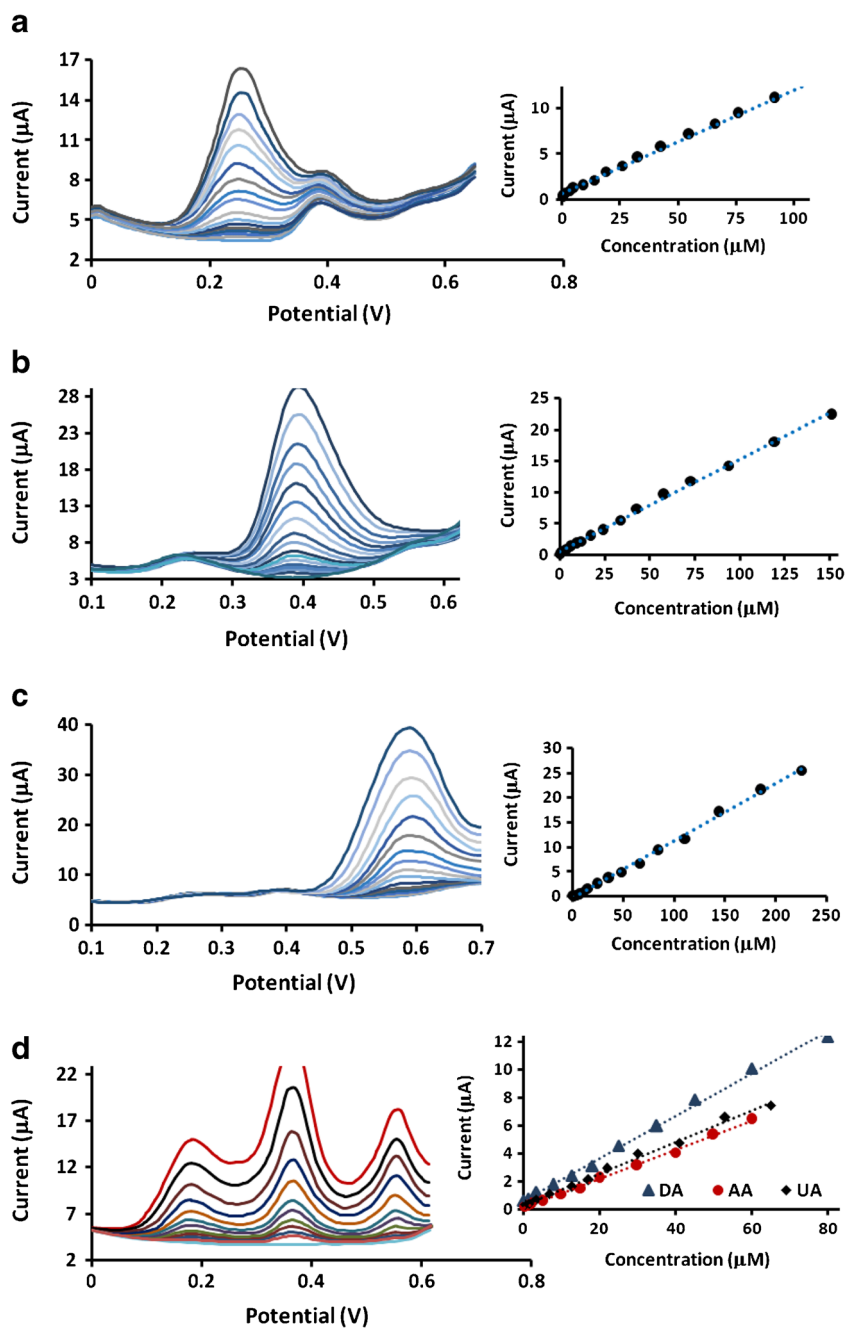 a
17
14
11
8
5
2
Current (µA)
0 0.2 0.4 0.6 0.8
Potential (V)
10
5
0
Current (µA)
0 25 50 75 100
Concentration (µM)
b
28
23
18
13
8
3
Current (µA)
0.1 0.2 0.3 0.4 0.5 0.6
Potential (V)
25
20
15
10
5
0
Current (µA)
0 25 50 75 100 125 150
Concentration (µM)
c
40
30
20
10
0
Current (µA)
0.1 0.2 0.3 0.4 0.5 0.6 0.7
Potential (V)
30
25
20
15
10
5
0
Current (µA)
0 50 100 150 200 250
Concentration (µM)
d
22
17
12
7
2
Current (µA)
0 0.2 0.4 0.6 0.8
Potential (V)
12
10
8
6
4
2
0
Current (µA)
DA AA UA
0 20 40 60 80
Concentration (µM)